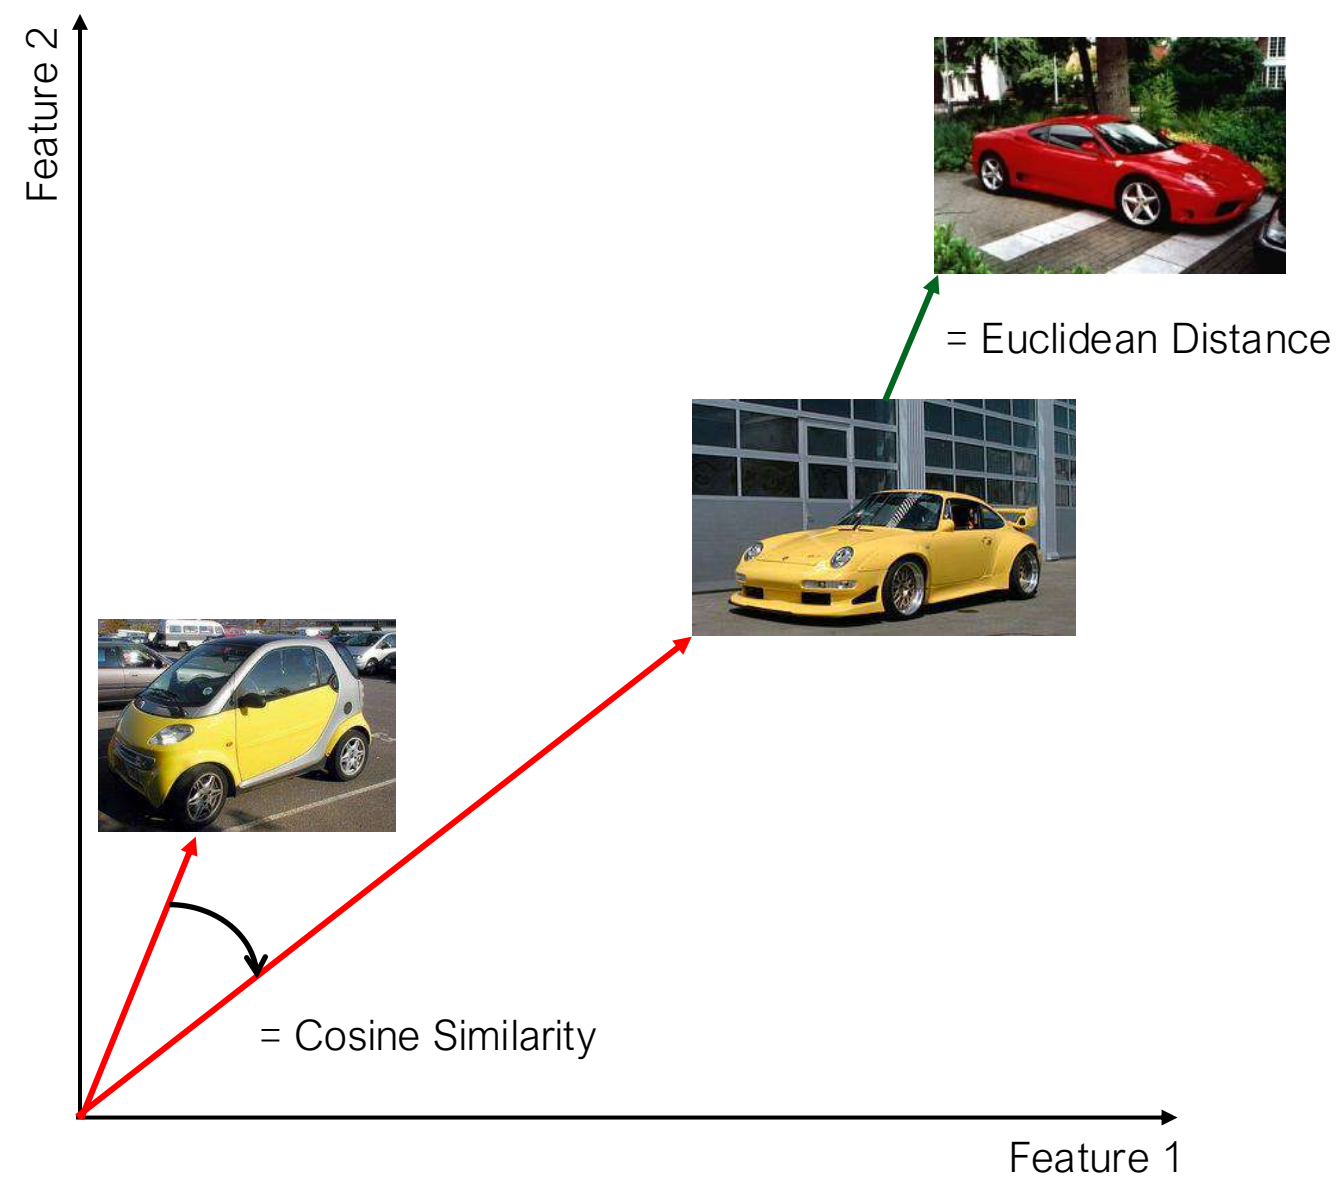 Feature 2
= Euclidean Distance
= Cosine Similarity
Feature 1